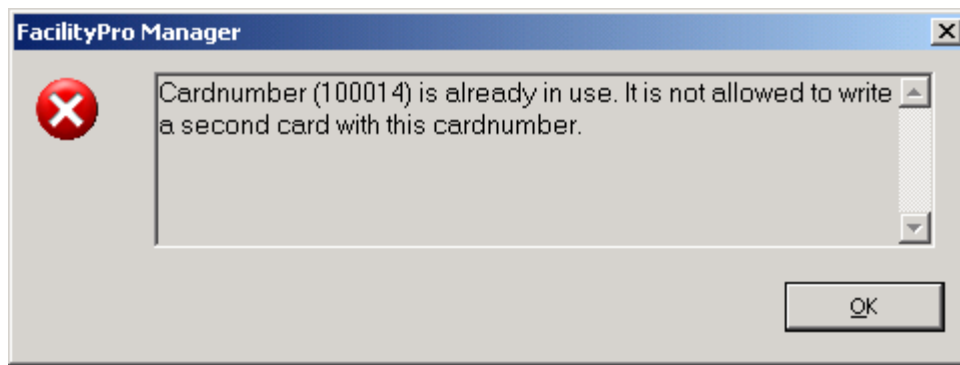 FacilityPro Manager
Cardnumber (100014) is already in use. It is not allowed to write
a second card with this cardnumber.
OK